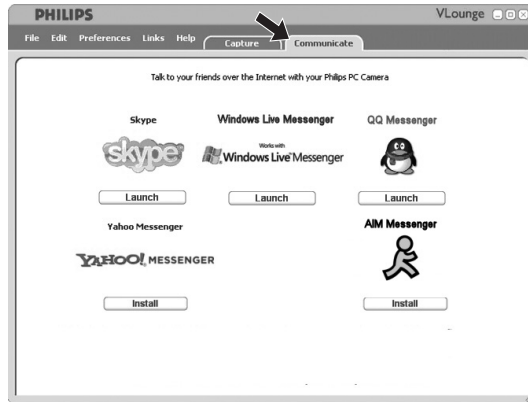 PHILIPS VLounge
File Edit Preferences Links Help Capture Communicate
Talk to your friends over the Internet with your Philips PC Camera
Skype Windows Live Messenger QQ Messenger
skype Works with Windows Live Messenger
Launch Launch Launch
Yahoo Messenger AIM Messenger
YAHOO! MESSENGER
Install Install